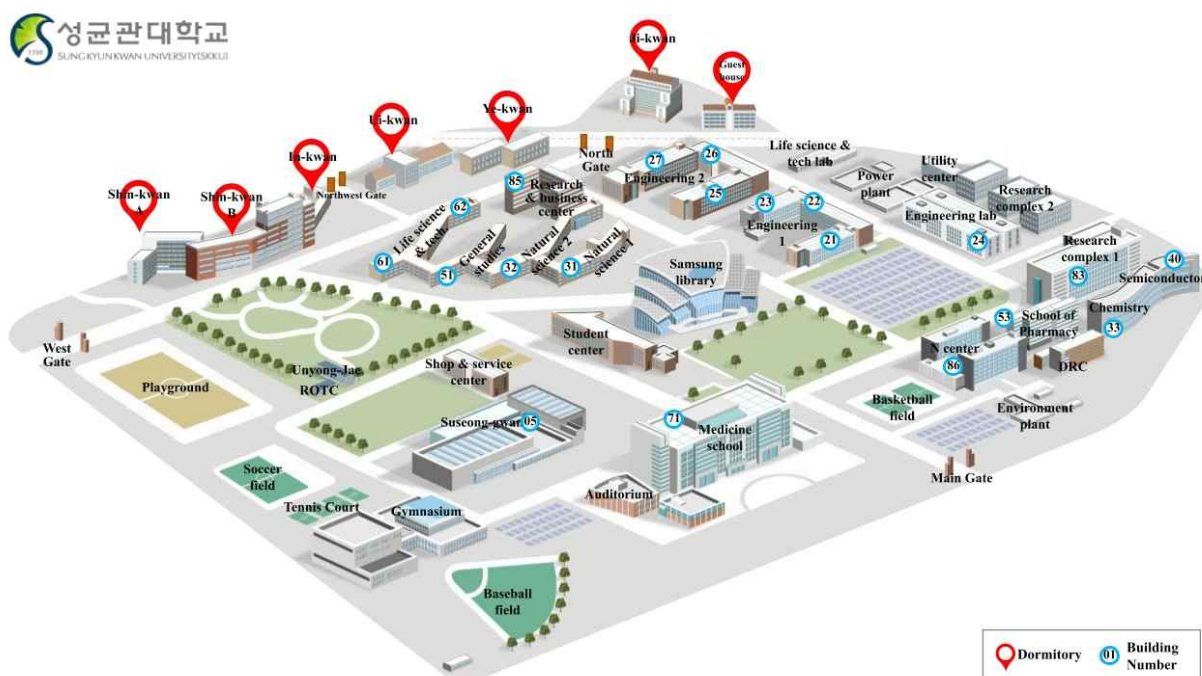 성균관대학교
1398
SUNGKYUNKWAN UNIVERSITY(SKKU)
Ji-kwan
Guest
house
Ye-kwan
Ui-kwan
In-kwan
Northwest Gate
Shin-kwan
A
Shin-kwan
B
North
Gate
27
26
Engineering 2
25
Life science &
tech lab
Power
plant
Utility
center
Research
complex 2
Engineering lab
24
23
22
Engineering
1
21
85
Research
& business
center
62
Life science
& tech.
61
51
General
studies
32
Natural
science 2
31
Natural
science 1
Samsung
library
Research
complex 1
83
40
Semiconductor
Chemistry
33
53
School of
Pharmacy
N center
86
DRC
West
Gate
Playground
Unyong-Jae
ROTC
Shop & service
center
Student
center
Suseong-gwan
05
71
Medicine
school
Basketball
field
Environment
plant
Main Gate
Soccer
field
Tennis Court
Gymnasium
Auditorium
Baseball
field
Dormitory
01
Building
Number